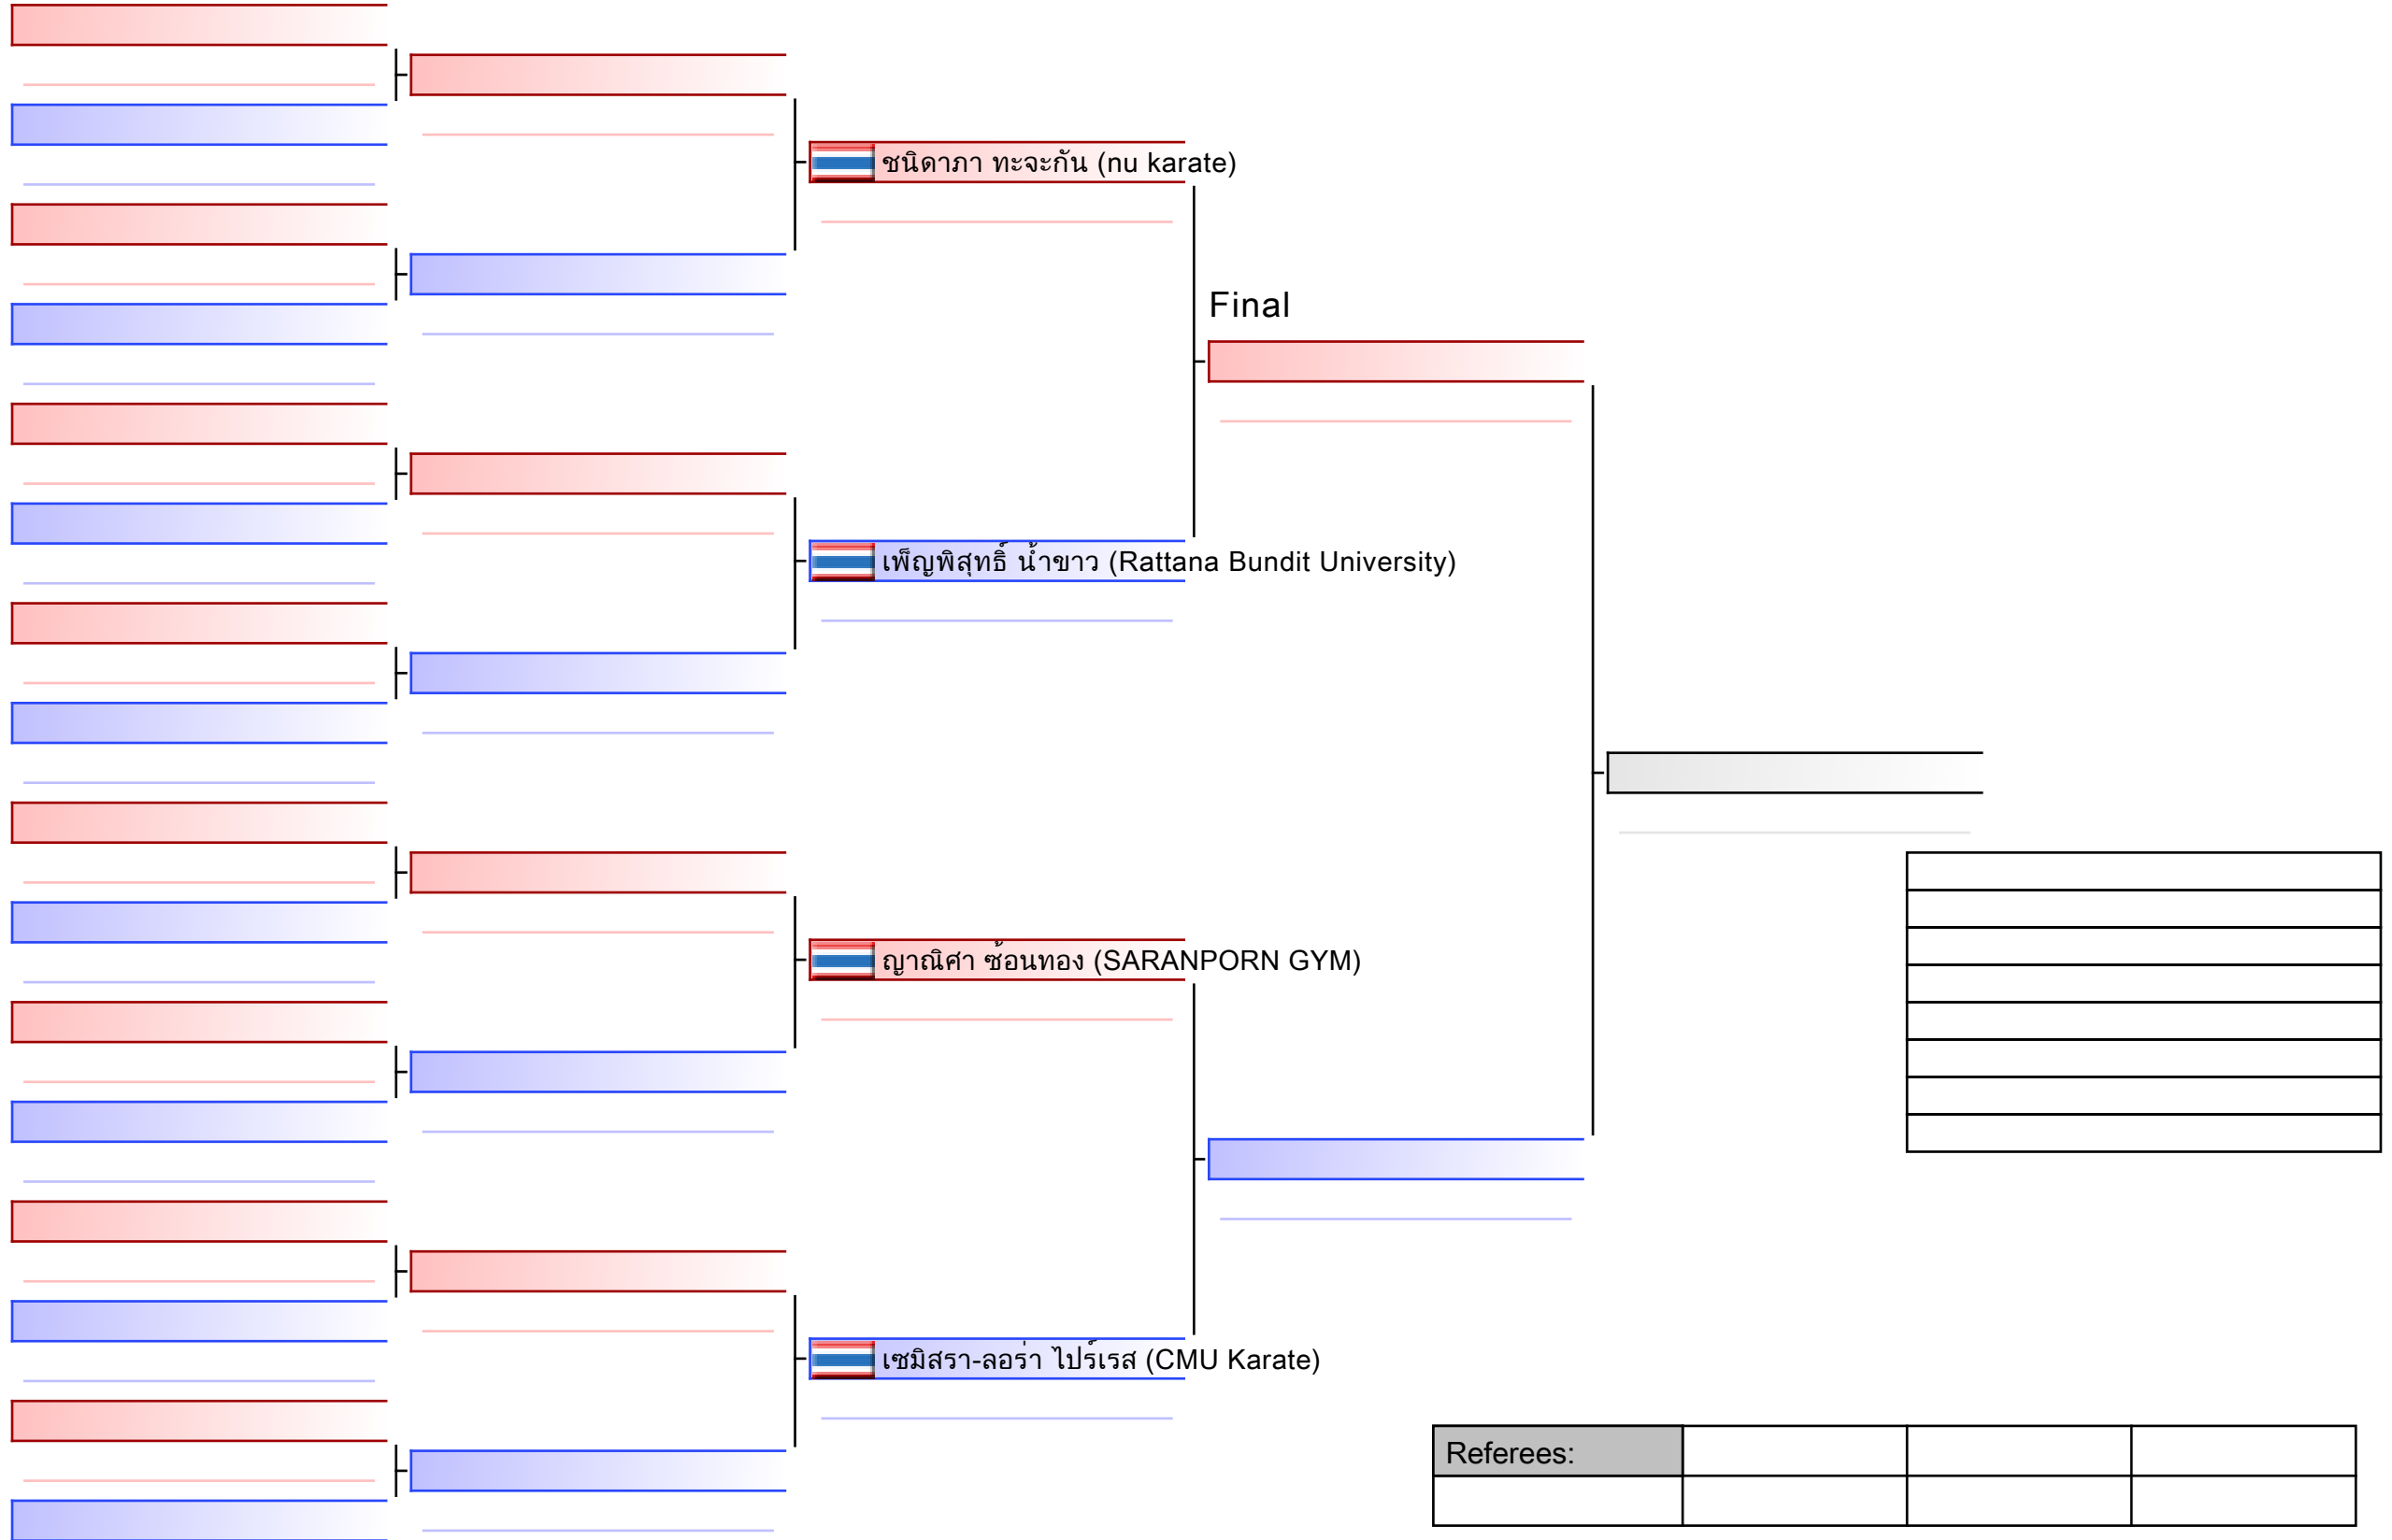 ชนิดาภา ทะจะกัน (nu karate)
Final
เพ็ญพิสุทธิ์ น้ำขาว (Rattana Bundit University)
ญาณิศา ซ้อนทอง (SARANPORN GYM)
เซมิสรา-ลอร่า ไปร์เรส (CMU Karate)
Referees: